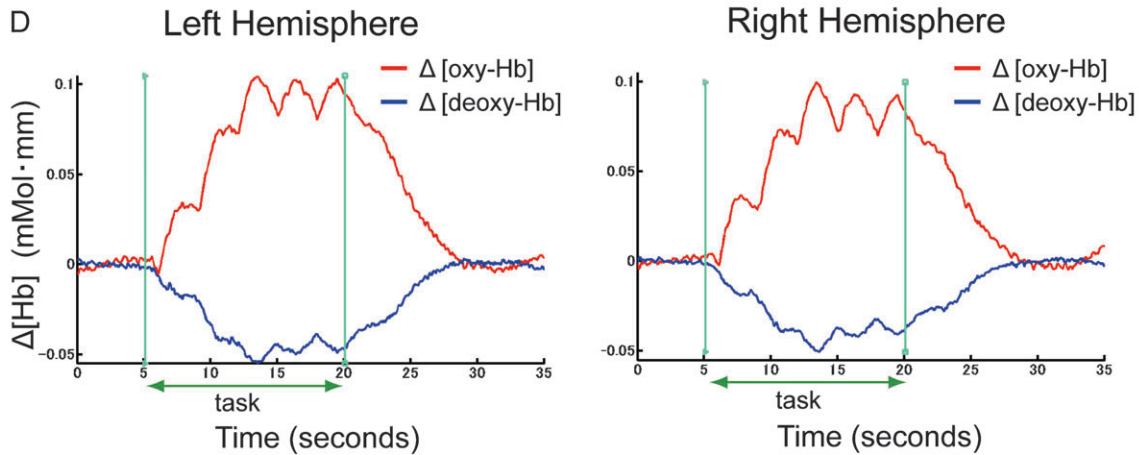 D
Left Hemisphere
Δ [oxy-Hb]
Δ [deoxy-Hb]
Δ[Hb] (mMol·mm)
0.1
0.05
0
-0.05
0 5 10 15 20 25 30 35
task
Time (seconds)
Right Hemisphere
Δ [oxy-Hb]
Δ [deoxy-Hb]
0.1
0.05
0
-0.05
0 5 10 15 20 25 30 35
task
Time (seconds)